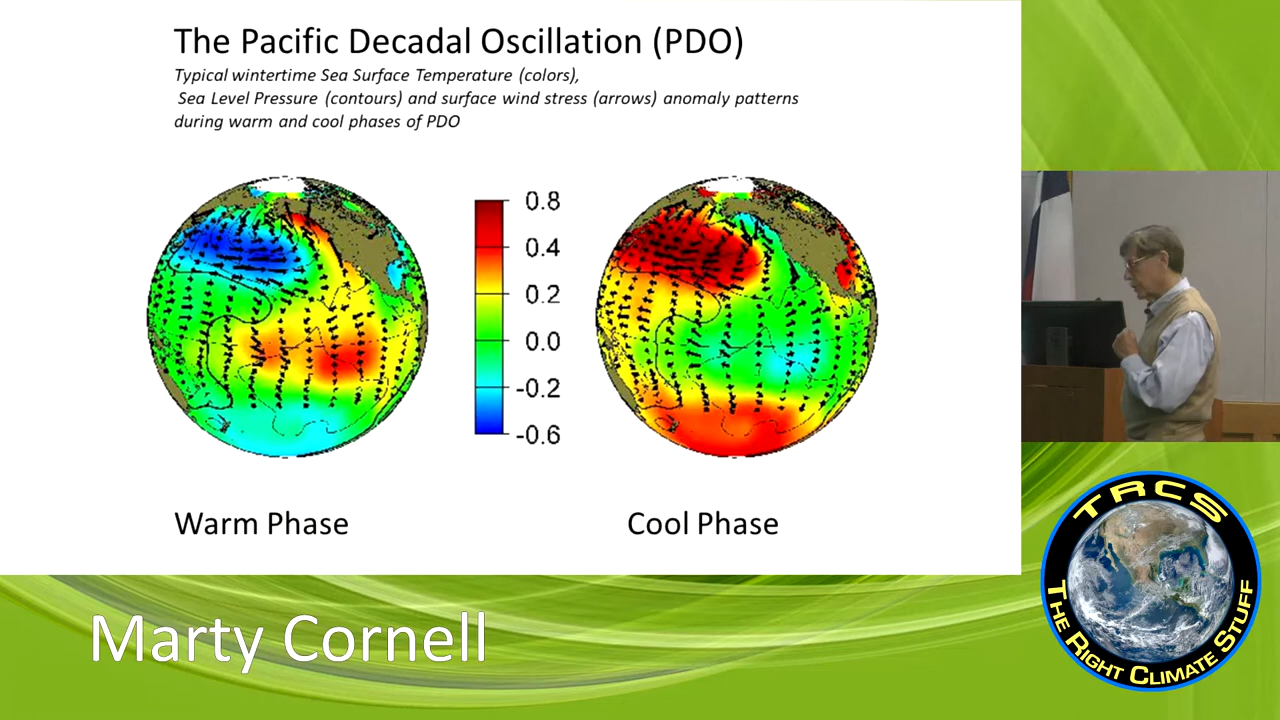 The Pacific Decadal Oscillation (PDO)
Typical wintertime Sea Surface Temperature (colors),
Sea Level Pressure (contours) and surface wind stress (arrows) anomaly patterns
during warm and cool phases of PDO
0.8
0.4
0.2
0.0
-0.2
-0.6
Warm Phase
Cool Phase
Marty Cornell
TRCS
THE RIGHT CLIMATE STUFF